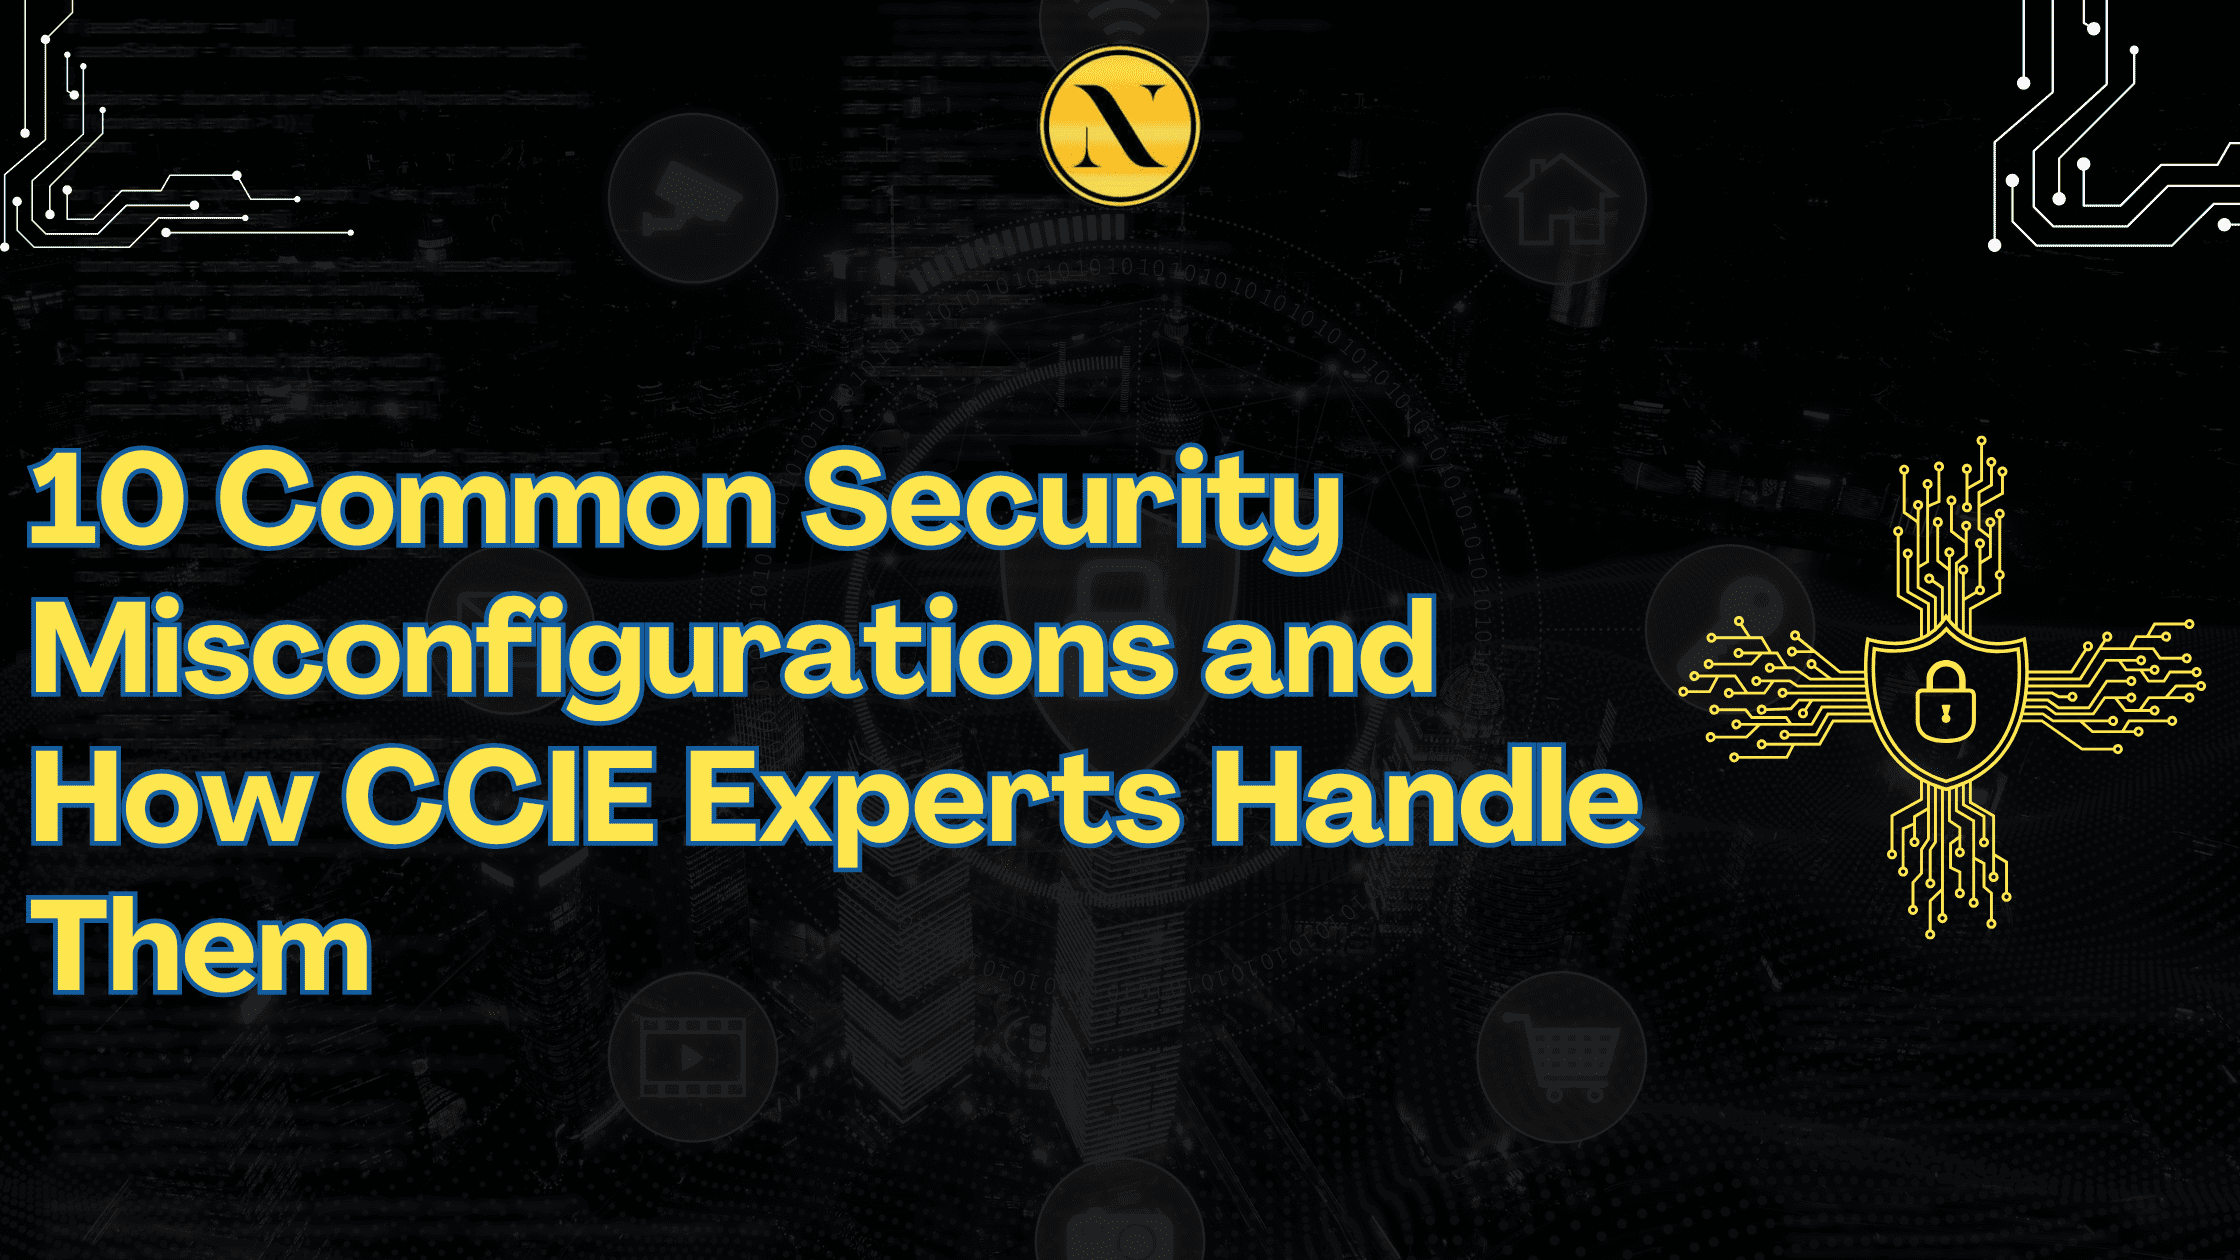 N
10 Common Security
Misconfigurations and
How CCIE Experts Handle
Them